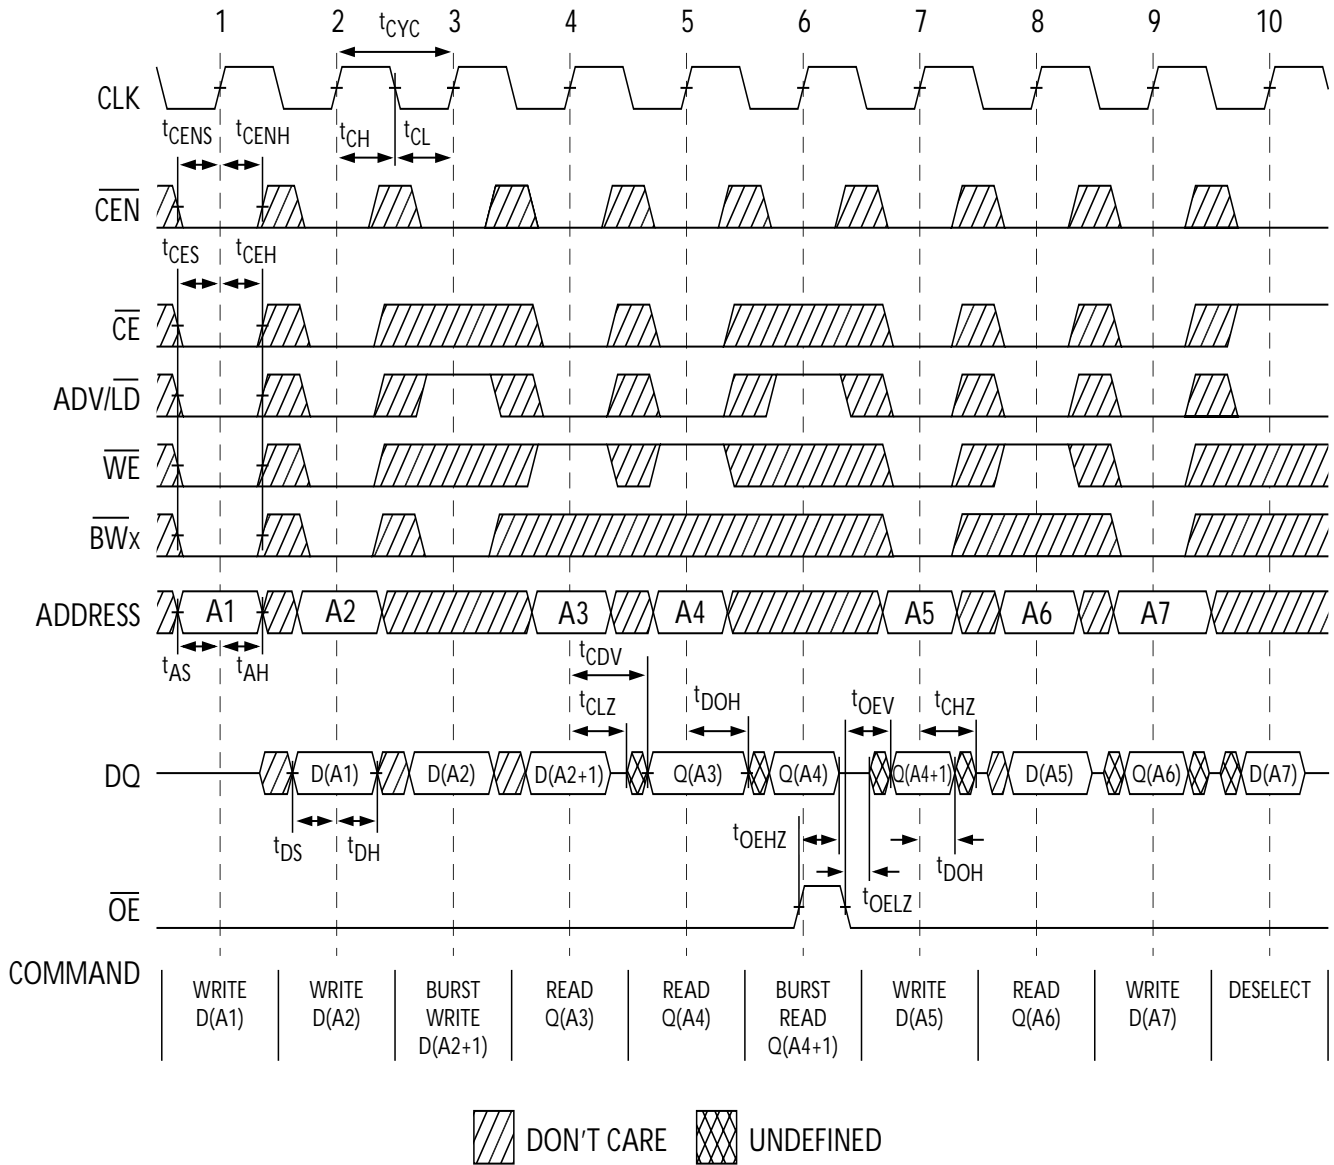 1 2 tCYC 3 4 5 6 7 8 9 10
CLK
tCENS tCENH tCH tCL
CEN
tCES tCEH
CE
ADV/LD
WE
BWx
ADDRESS A1 A2 A3 A4 A5 A6 A7
tAS tAH tCDV
tCLZ tDOH tOEV tCHZ
DQ D(A1) D(A2) D(A2+1) Q(A3) Q(A4) Q(A4+1) D(A5) Q(A6) D(A7)
tDS tDH tOEHZ tDOH
tOELZ
OE
COMMAND
WRITE WRITE BURST READ READ BURST WRITE READ WRITE DESELECT
D(A1) D(A2) WRITE Q(A3) Q(A4) READ D(A5) Q(A6) D(A7)
D(A2+1) Q(A4+1)
DON'T CARE UNDEFINED